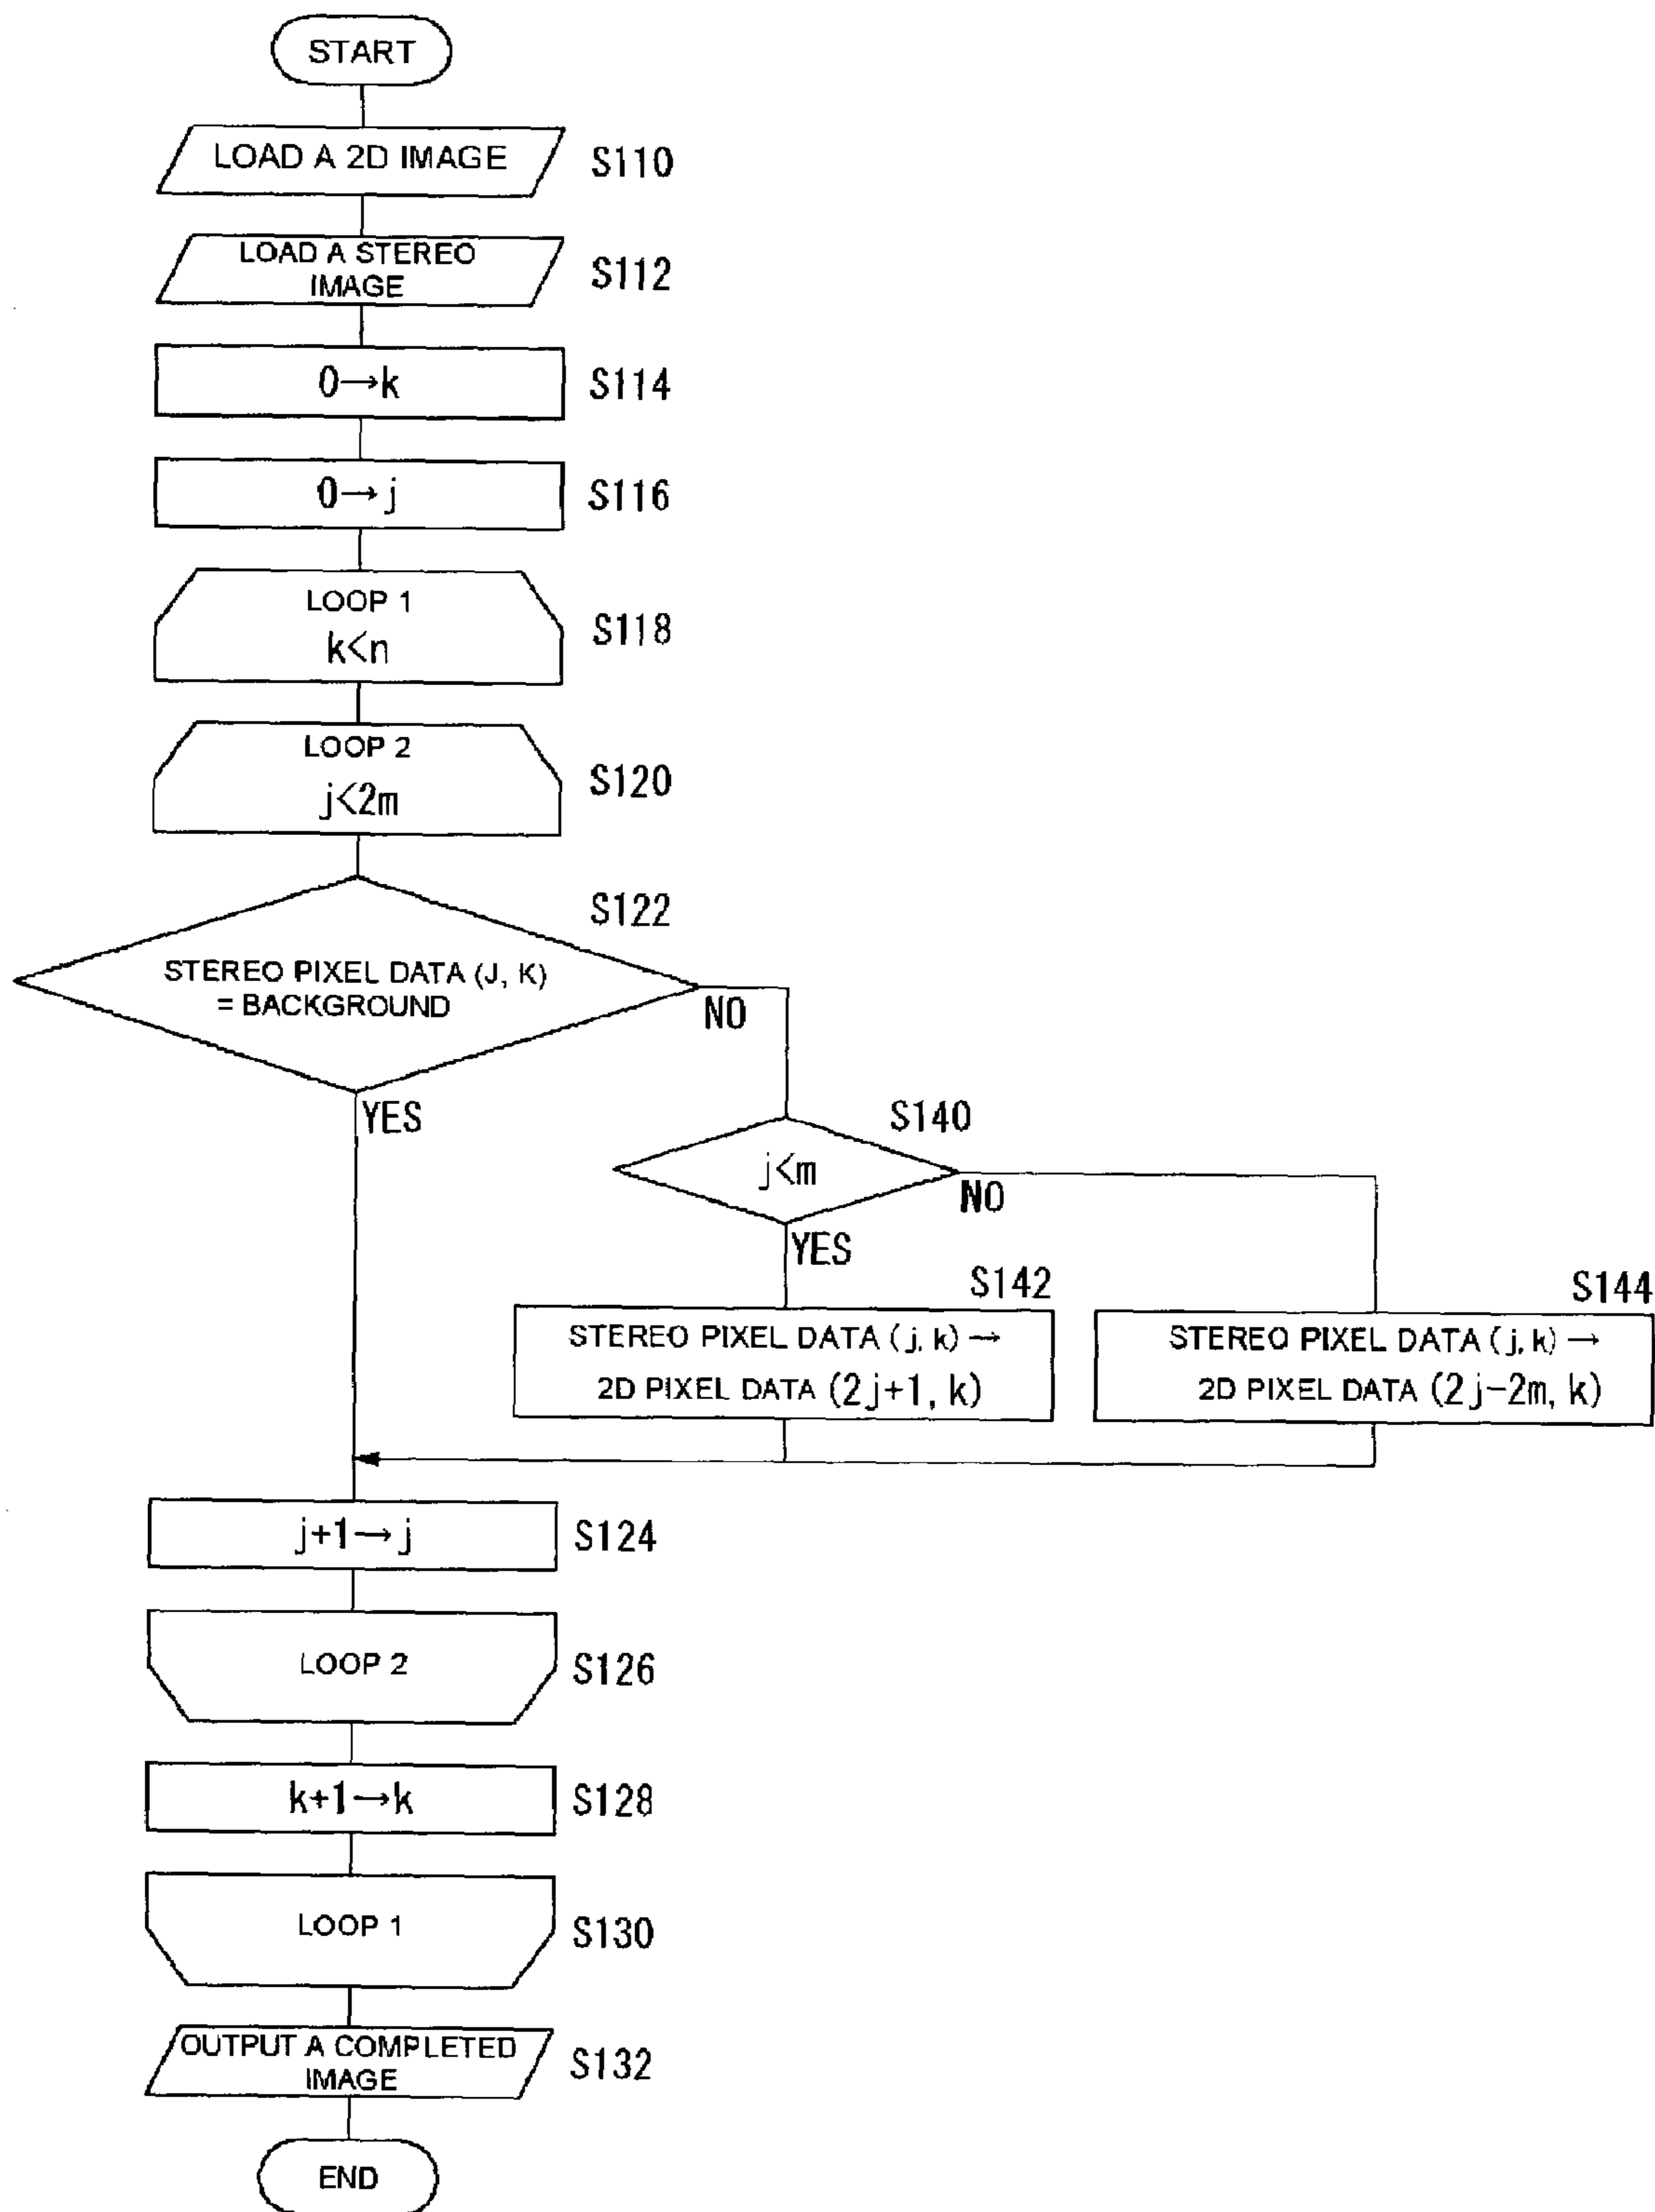 START
LOAD A 2D IMAGE
S110
LOAD A STEREO
IMAGE
S112
0→k
S114
0→j
S116
LOOP 1
k<n
S118
LOOP 2
j<2m
S120
S122
STEREO PIXEL DATA (J, K)
= BACKGROUND
NO
YES
S140
j<m
NO
YES
S142
STEREO PIXEL DATA (j, k) →
2D PIXEL DATA (2j+1, k)
S144
STEREO PIXEL DATA (j, k) →
2D PIXEL DATA (2j-2m, k)
j+1→j
S124
LOOP 2
S126
k+1→k
S128
LOOP 1
S130
OUTPUT A COMPLETED
IMAGE
S132
END